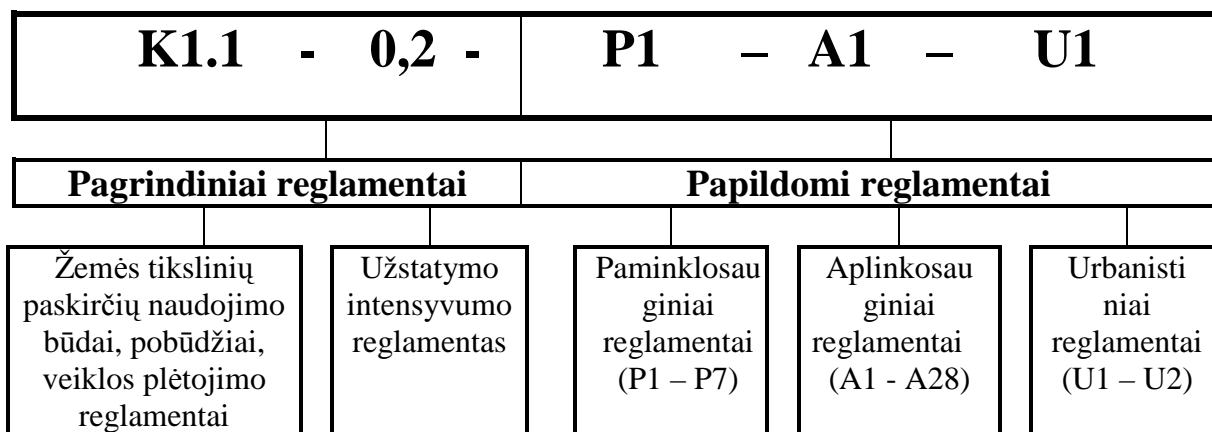 K1.1 - 0,2 - P1 – A1 – U1
Pagrindiniai reglamentai
Papildomi reglamentai
Žemės tikslinių
paskirčių naudojimo
būdai, pobūdžiai,
veiklos plėtojimo
reglamentai
Užstatymo
intensyvumo
reglamentas
Paminklosau
giniai
reglamentai
(P1 – P7)
Aplinkosau
giniai
reglamentai
(A1 - A28)
Urbanisti
niai
reglamentai
(U1 – U2)